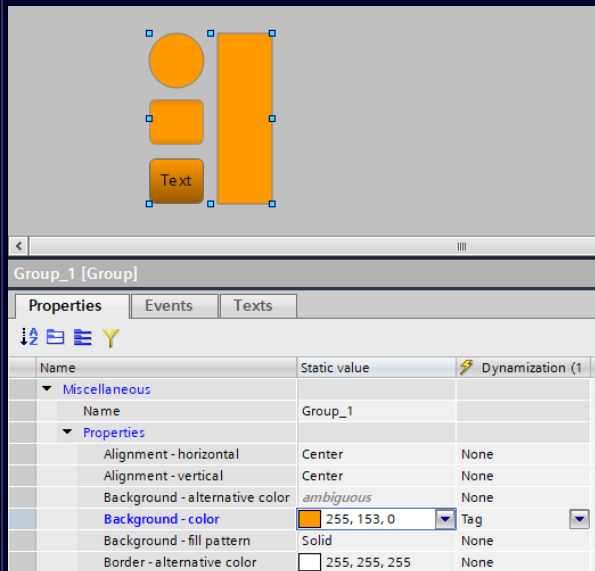 Text
Group_1 [Group]
Properties Events Texts
Name Static value Dynamization (1
Miscellaneous
Name Group_1
Properties
Alignment - horizontal Center None
Alignment - vertical Center None
Background - alternative color ambiguous None
Background - color 255, 153, 0 Tag
Background - fill pattern Solid None
Border - alternative color 255, 255, 255 None